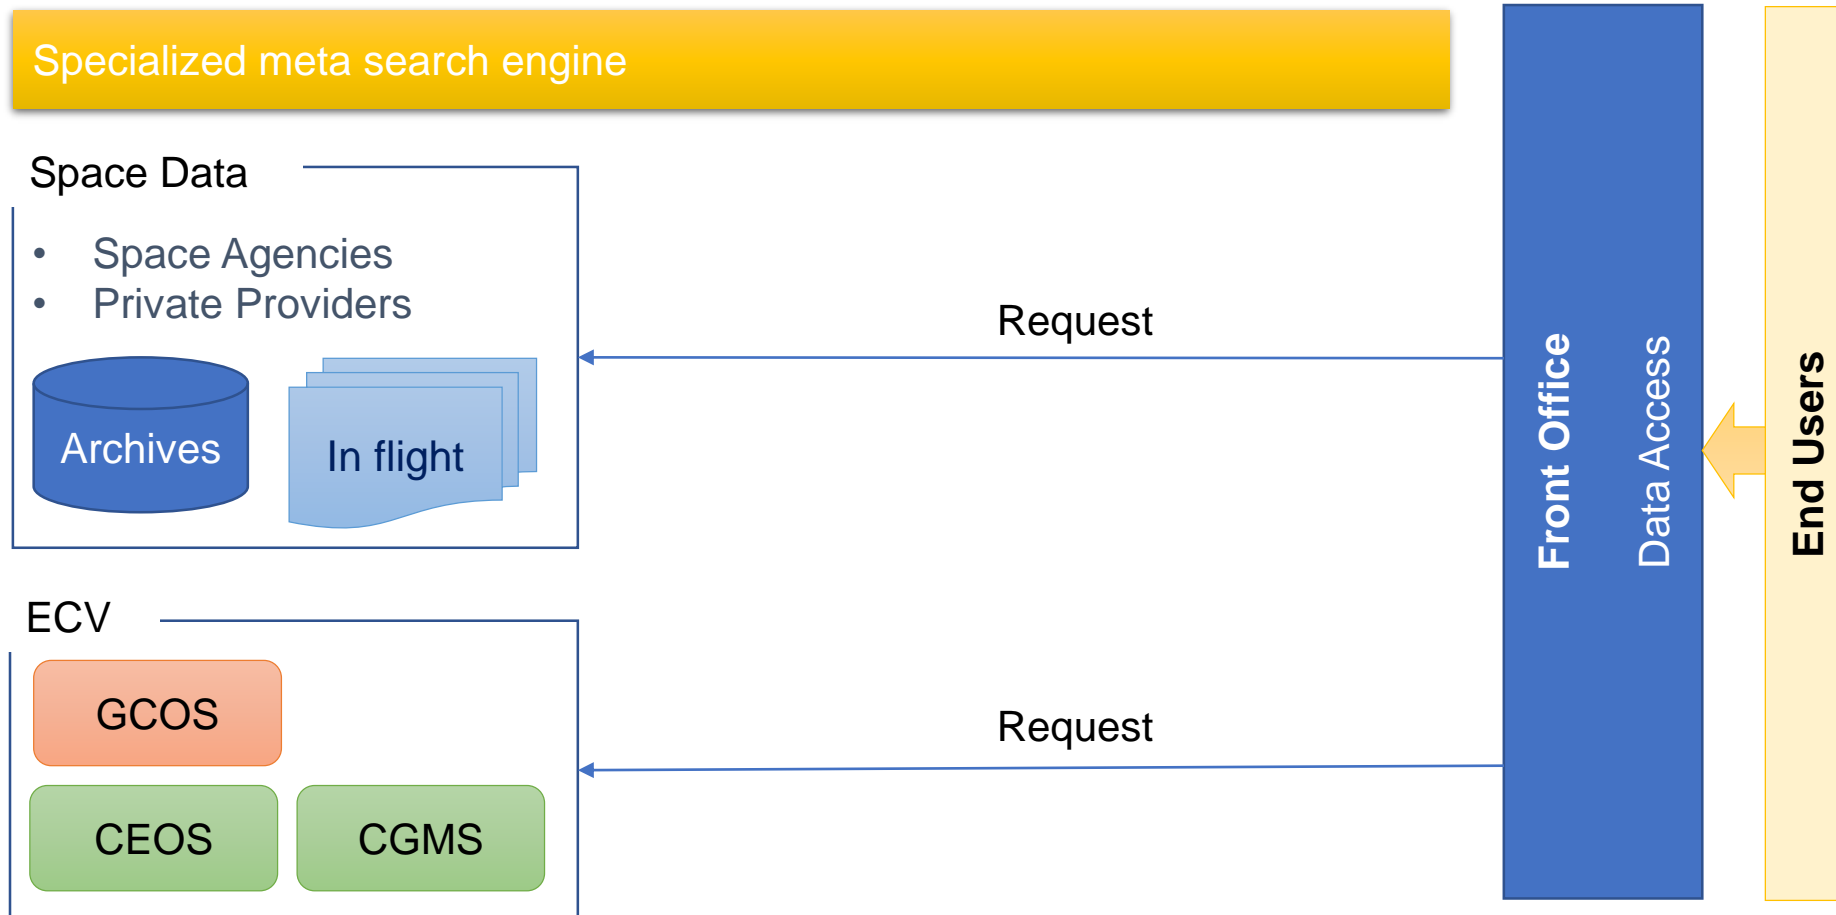 Specialized meta search engine
Space Data
• Space Agencies
• Private Providers
Archives
In flight
Request
ECV
GCOS
CEOS
CGMS
Request
Front Office
Data Access
End Users